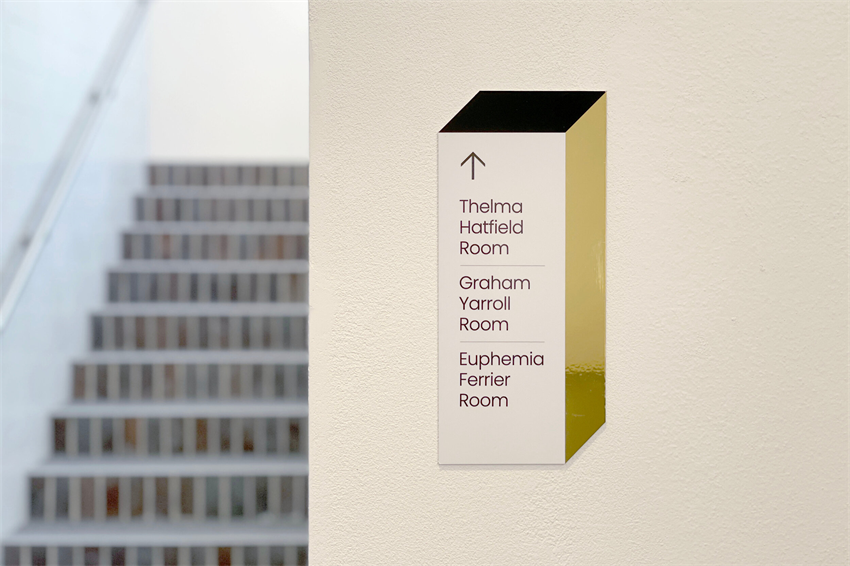 Thelma
Hatfield
Room
Graham
Yarroll
Room
Euphemia
Ferrier
Room